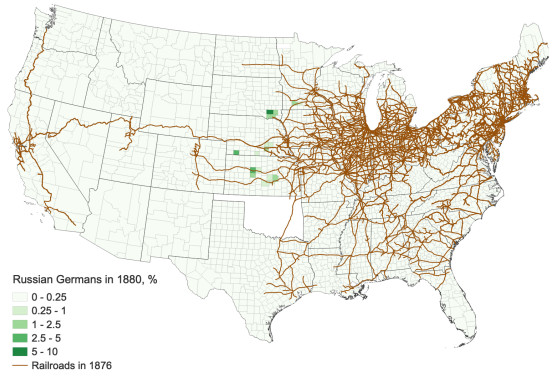 Russian Germans in 1880, %
0 - 0.25
0.25 - 1
1 - 2.5
2.5 - 5
5 - 10
Railroads in 1876